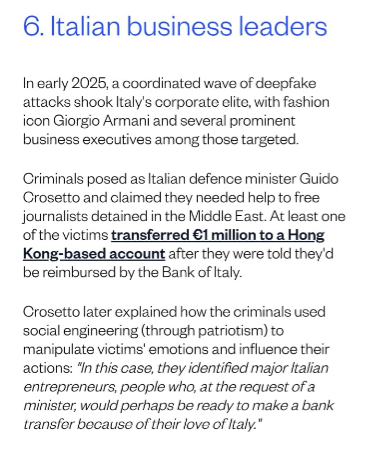 6. Italian business leaders
In early 2025, a coordinated wave of deepfake
attacks shook Italy's corporate elite, with fashion
icon Giorgio Armani and several prominent
business executives among those targeted.
Criminals posed as Italian defence minister Guido
Crosetto and claimed they needed help to free
journalists detained in the Middle East. At least one
of the victims transferred €1 million to a Hong
Kong-based account after they were told they'd
be reimbursed by the Bank of Italy.
Crosetto later explained how the criminals used
social engineering (through patriotism) to
manipulate victims' emotions and influence their
actions: "In this case, they identified major Italian
entrepreneurs, people who, at the request of a
minister, would perhaps be ready to make a bank
transfer because of their love of Italy."